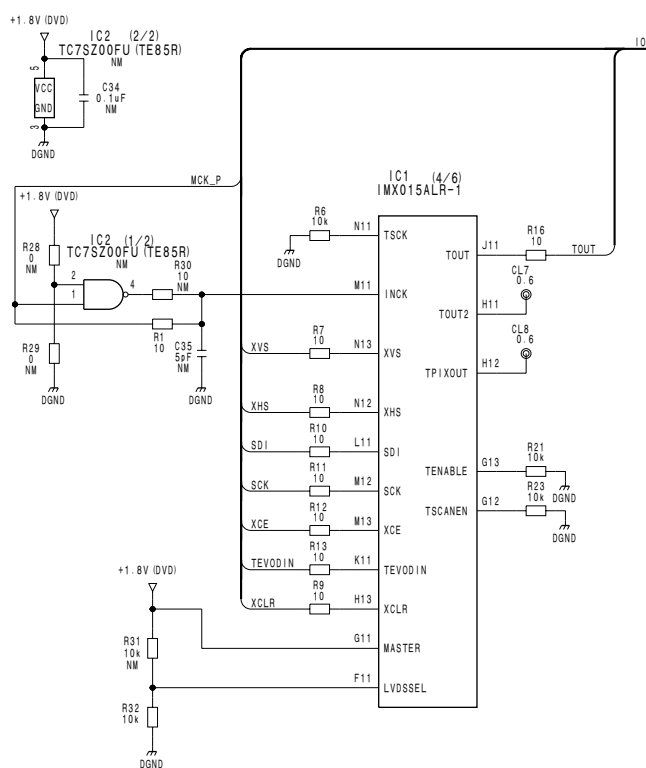 +1.8V(DVD)
IC2 (2/2)
TC7SZ00FU(TE85R)
NM
5
VCC
GND
3
C34
0.1uF
NM
DGND
IO
MCK_P
+1.8V(DVD)
IC2 (1/2)
TC7SZ00FU(TE85R)
NM
R28
0
NM
2
1
4
R30
10
NM
R1
10
C35
5pF
NM
DGND
R29
0
NM
DGND
IC1 (4/6)
IMX015ALR-1
R6
10k
N11
TSCK
DGND
M11
INCK
XVS
R7
10
N13
XVS
XHS
R8
10
N12
XHS
SDI
R10
10
L11
SDI
SCK
R11
10
M12
SCK
XCE
R12
10
M13
XCE
TEVODIN
R13
10
K11
TEVODIN
XCLR
R9
10
H13
XCLR
G11
MASTER
F11
LVDSSEL
TOUT
J11
R16
10
TOUT
CL7
0.6
TOUT2
H11
CL8
0.6
TPIXOUT
H12
TENABLE
G13
R21
10k
DGND
TSCANEN
G12
R23
10k
DGND
+1.8V(DVD)
R31
10k
NM
R32
10k
DGND